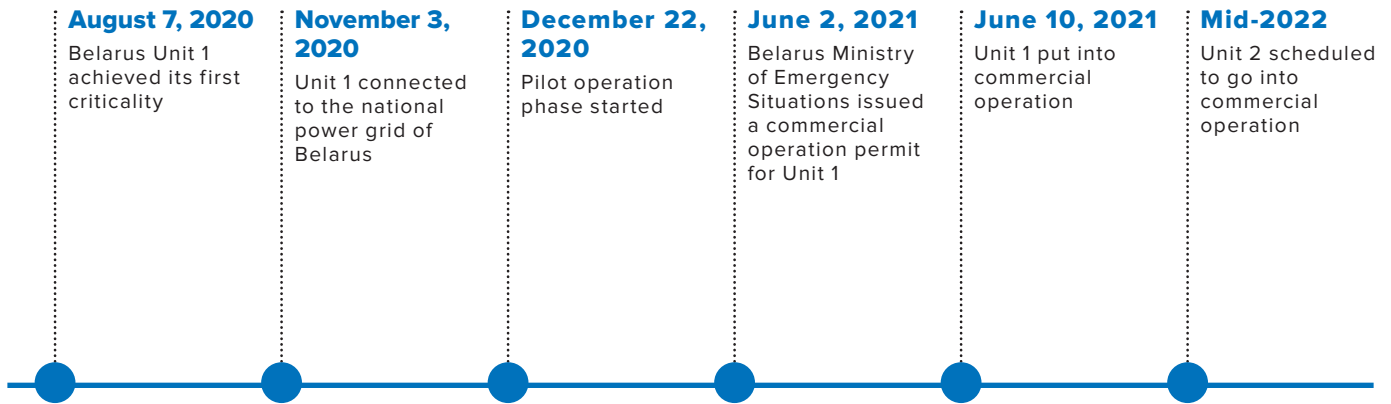 August 7, 2020
Belarus Unit 1
achieved its first
criticality
November 3,
2020
Unit 1 connected
to the national
power grid of
Belarus
December 22,
2020
Pilot operation
phase started
June 2, 2021
Belarus Ministry
of Emergency
Situations issued
a commercial
operation permit
for Unit 1
June 10, 2021
Unit 1 put into
commercial
operation
Mid-2022
Unit 2 scheduled
to go into
commercial
operation